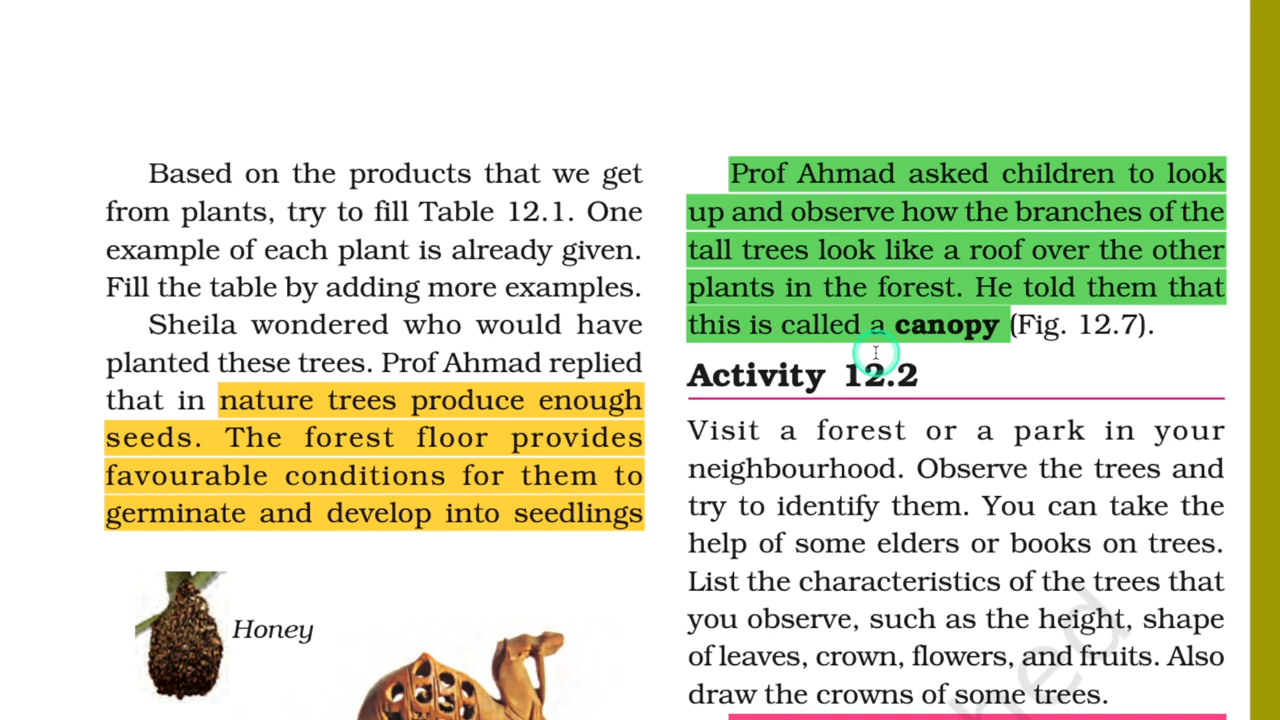 Based on the products that we get
from plants, try to fill Table 12.1. One
example of each plant is already given.
Fill the table by adding more examples.
Sheila wondered who would have
planted these trees. Prof Ahmad replied
that in nature trees produce enough
seeds. The forest floor provides
favourable conditions for them to
germinate and develop into seedlings
Honey
Prof Ahmad asked children to look
up and observe how the branches of the
tall trees look like a roof over the other
plants in the forest. He told them that
this is called a canopy (Fig. 12.7).
Activity 12.2
Visit a forest or a park in your
neighbourhood. Observe the trees and
try to identify them. You can take the
help of some elders or books on trees.
List the characteristics of the trees that
you observe, such as the height, shape
of leaves, crown, flowers, and fruits. Also
draw the crowns of some trees.